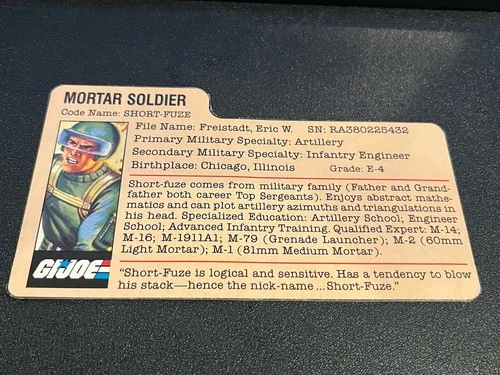 MORTAR SOLDIER
Code Name: SHORT-FUZE
File Name: Freistadt, Eric W. SN: RA380225432
Primary Military Specialty: Artillery
Secondary Military Specialty: Infantry Engineer
Birthplace: Chicago, Illinois Grade: E-4
Short-fuze comes from military family (Father and Grand-
father both career Top Sergeants). Enjoys abstract mathe-
matics and can plot artillery azimuths and triangulations in
his head. Specialized Education: Artillery School; Engineer
School; Advanced Infantry Training. Qualified Expert: M-14;
M-16; M-1911A1; M-79 (Grenade Launcher); M-2 (60mm
Light Mortar); M-1 (81mm Medium Mortar).
GI JOE
"Short-Fuze is logical and sensitive. Has a tendency to blow
his stack—hence the nick-name ... Short-Fuze."